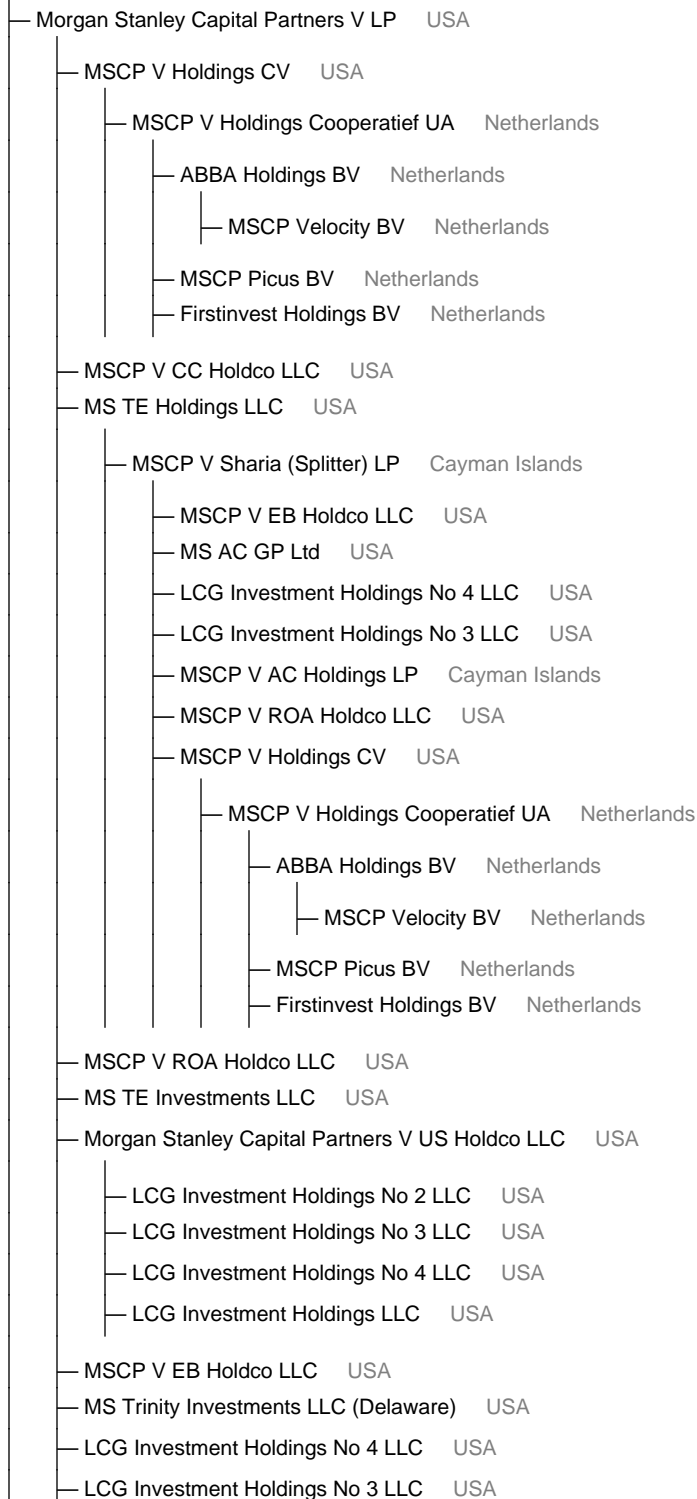 Morgan Stanley Capital Partners V LP USA
MSCP V Holdings CV USA
MSCP V Holdings Cooperatief UA Netherlands
ABBA Holdings BV Netherlands
MSCP Velocity BV Netherlands
MSCP Picus BV Netherlands
Firstinvest Holdings BV Netherlands
MSCP V CC Holdco LLC USA
MS TE Holdings LLC USA
MSCP V Sharia (Splitter) LP Cayman Islands
MSCP V EB Holdco LLC USA
MS AC GP Ltd USA
LCG Investment Holdings No 4 LLC USA
LCG Investment Holdings No 3 LLC USA
MSCP V AC Holdings LP Cayman Islands
MSCP V ROA Holdco LLC USA
MSCP V Holdings CV USA
MSCP V Holdings Cooperatief UA Netherlands
ABBA Holdings BV Netherlands
MSCP Velocity BV Netherlands
MSCP Picus BV Netherlands
Firstinvest Holdings BV Netherlands
MSCP V ROA Holdco LLC USA
MS TE Investments LLC USA
Morgan Stanley Capital Partners V US Holdco LLC USA
LCG Investment Holdings No 2 LLC USA
LCG Investment Holdings No 3 LLC USA
LCG Investment Holdings No 4 LLC USA
LCG Investment Holdings LLC USA
MSCP V EB Holdco LLC USA
MS Trinity Investments LLC (Delaware) USA
LCG Investment Holdings No 4 LLC USA
LCG Investment Holdings No 3 LLC USA